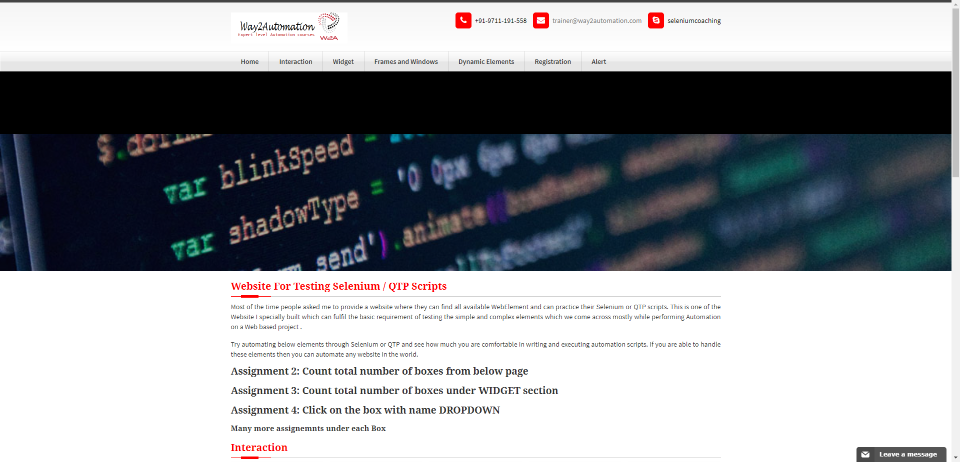 Way2Automation
Expert level Automation courses
W2A
+91-9711-191-558
trainer@way2automation.com
seleniumcoaching
Home
Interaction
Widget
Frames and Windows
Dynamic Elements
Registration
Alert
var blinkSpeed =
var shadowType = '0 0px 0px 0px
send').animate(
Website For Testing Selenium / QTP Scripts
Most of the time people asked me to provide a website where they can find all available WebElement and can practice their Selenium or QTP scripts. This is one of the
Website I specially built which can fulfil the basic requirement of testing the simple and complex elements which we come across mostly while performing Automation
on a Web based project .
Try automating below elements through Selenium or QTP and see how much you are comfortable in writing and executing automation scripts. If you are able to handle
these elements then you can automate any website in the world.
Assignment 2: Count total number of boxes from below page
Assignment 3: Count total number of boxes under WIDGET section
Assignment 4: Click on the box with name DROPDOWN
Many more assignemnts under each Box
Interaction
Leave a message